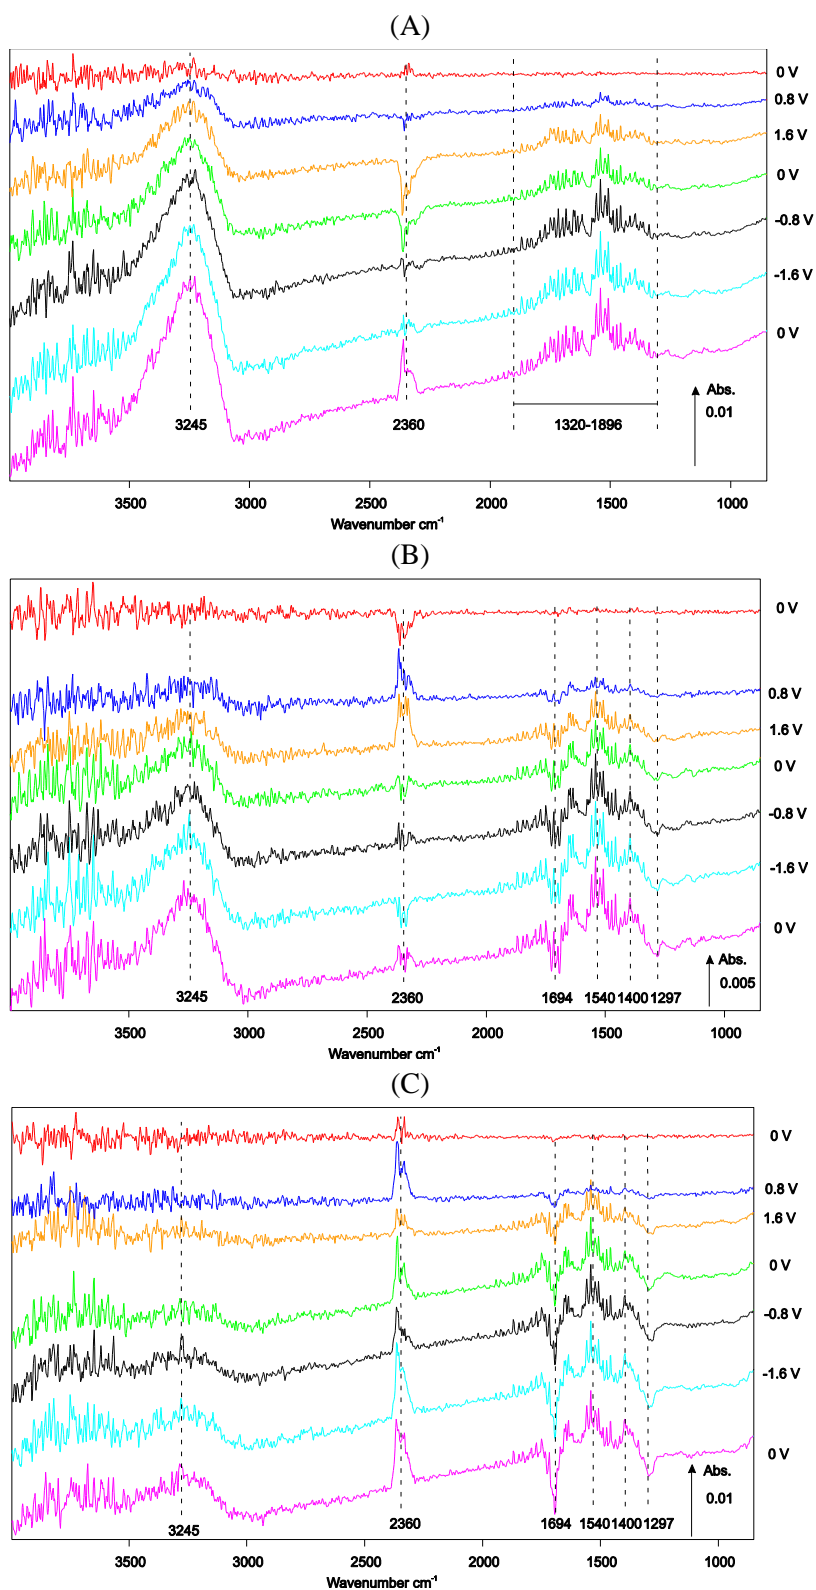 (A)
0 V
0.8 V
1.6 V
0 V
-0.8 V
-1.6 V
0 V
Abs.
0.01
3245
2360
1320-1896
3500 3000 2500 2000 1500 1000
Wavenumber cm⁻¹
(B)
0 V
0.8 V
1.6 V
0 V
-0.8 V
-1.6 V
0 V
Abs.
0.005
3245 2360 1694 1540 1400 1297
3500 3000 2500 2000 1500 1000
Wavenumber cm⁻¹
(C)
0 V
0.8 V
1.6 V
0 V
-0.8 V
-1.6 V
0 V
Abs.
0.01
3245 2360 1694 1540 1400 1297
3500 3000 2500 2000 1500 1000
Wavenumber cm⁻¹